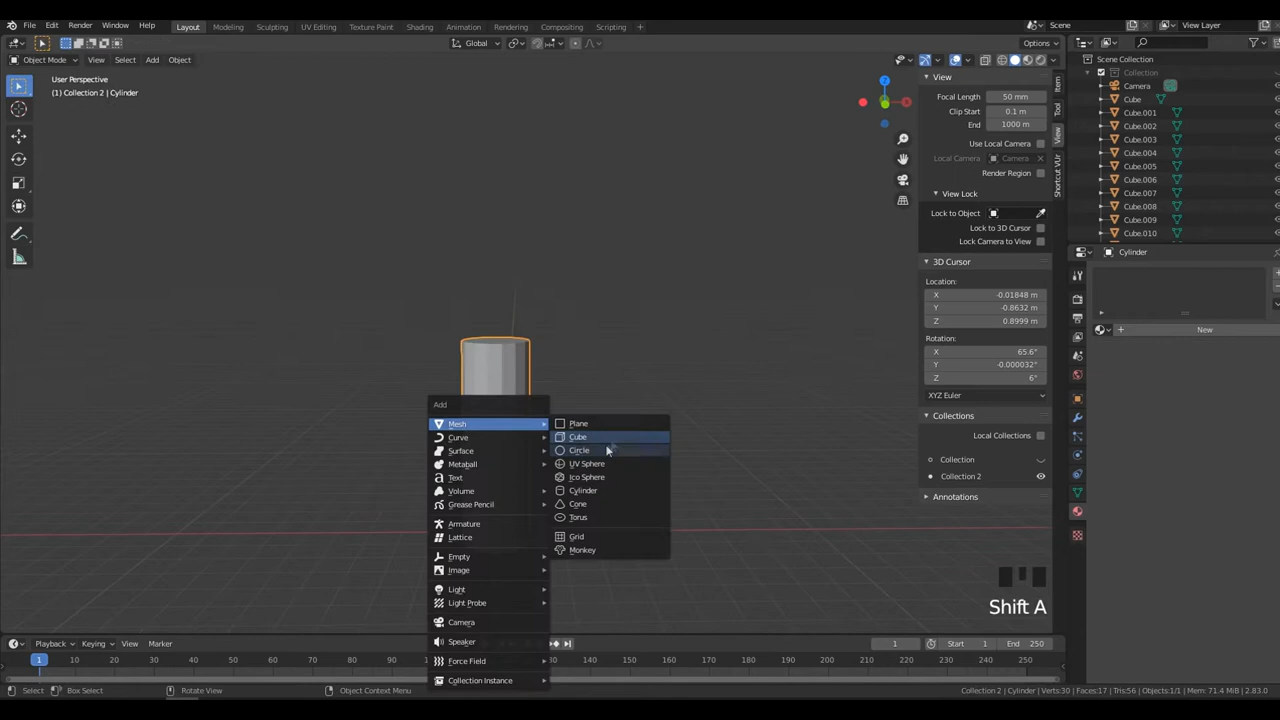 File Edit Render Window Help Layout Modeling Sculpting UV Editing Texture Paint Shading Animation Rendering Compositing Scripting + Scene View Layer
Global Options
Object Mode View Select Add Object
User Perspective
(1) Collection 2 | Cylinder
View
Focal Length 50 mm
Clip Start 0.1 m
End 1000 m
Use Local Camera
Local Camera Camera
Render Region
View Lock
Lock to Object
Lock to 3D Cursor
Lock Camera to View
3D Cursor
Location:
X -0.01848 m
Y -0.8632 m
Z 0.8999 m
Rotation:
X 65.6°
Y -0.000032°
Z 6°
XYZ Euler
Collections
Local Collections
Collection
Collection 2
Annotations
Item
Tool
View
Shortcut VUr
Scene Collection
Collection
Camera
Cube
Cube.001
Cube.002
Cube.003
Cube.004
Cube.005
Cube.006
Cube.007
Cube.008
Cube.009
Cube.010
Cylinder
New
Add
Mesh
Curve
Surface
Metaball
Text
Volume
Grease Pencil
Armature
Lattice
Empty
Image
Light
Light Probe
Camera
Speaker
Force Field
Collection Instance
Plane
Cube
Circle
UV Sphere
Ico Sphere
Cylinder
Cone
Torus
Grid
Monkey
Shift A
Playback Keying View Marker 1 Start 1 End 250
1 10 20 30 40 50 60 70 80 90 130 140 150 160 170 180 190 200 210 220 230 240 250
Select Box Select Rotate View Object Context Menu Collection 2 | Cylinder | Verts:30 | Faces:17 | Tris:56 | Objects:1/1 | Mem: 71.4 MiB | 2.83.0